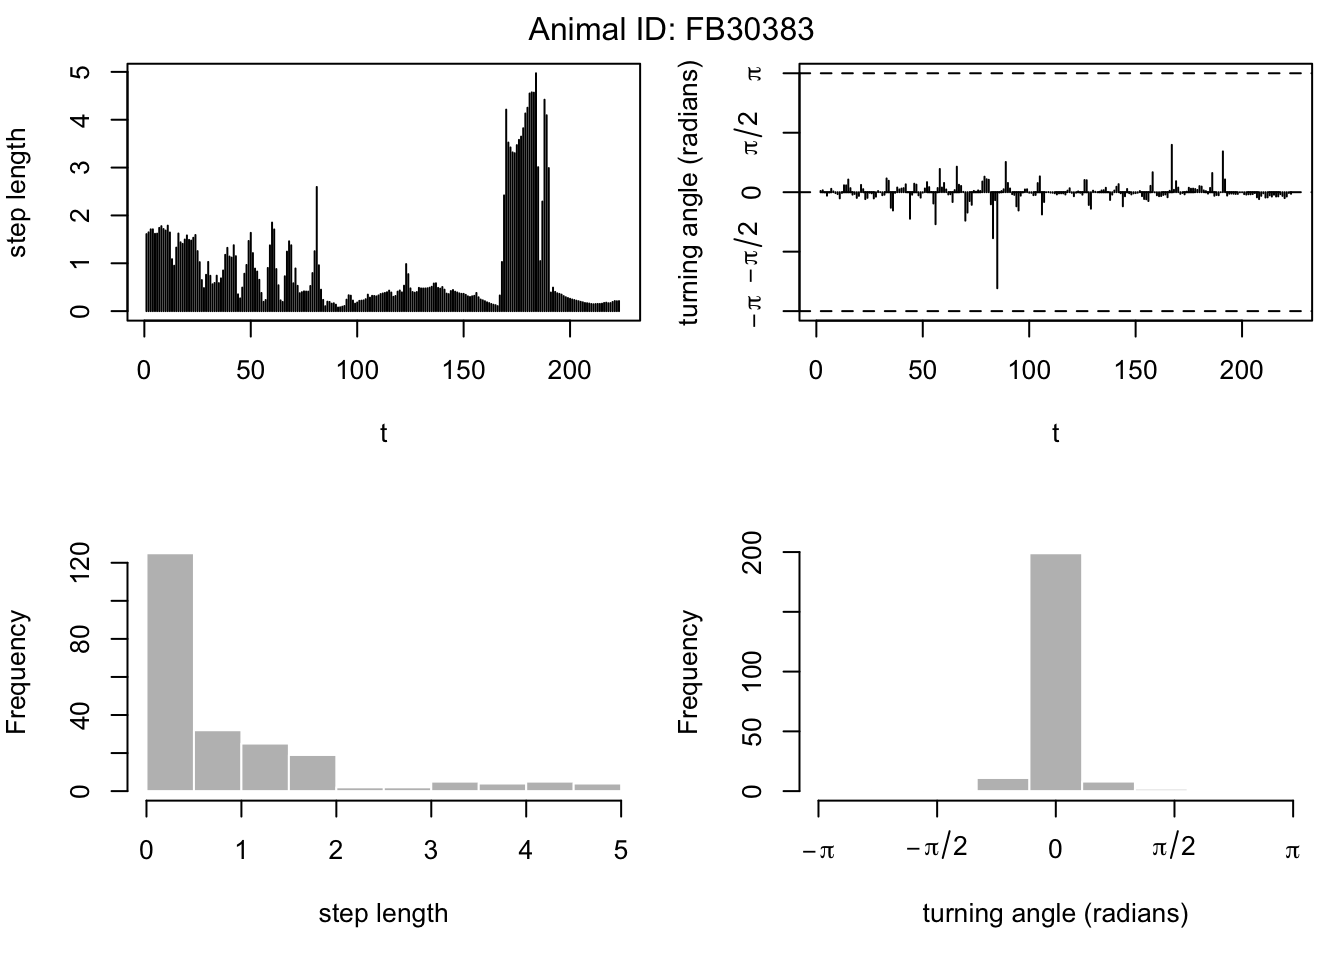 Animal ID: FB30383
step length
5
4
3
2
1
0
0 50 100 150 200
t
turning angle (radians)
π
π/2
0
−π/2
−π
0 50 100 150 200
t
Frequency
120
80
40
0
0 1 2 3 4 5
step length
Frequency
200
100
50
0
−π −π/2 0 π/2 π
turning angle (radians)